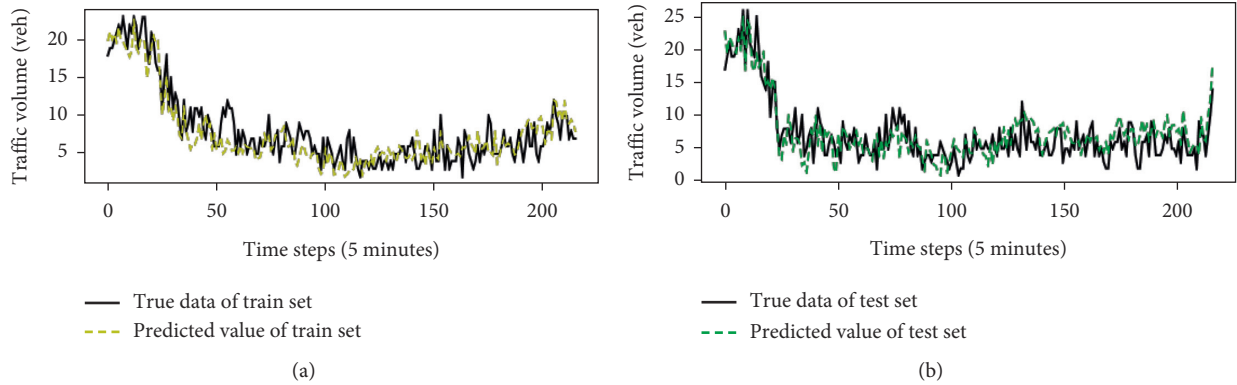 Traffic volume (veh)
20
15
10
5
0 50 100 150 200
Time steps (5 minutes)
True data of train set
Predicted value of train set
(a)
Traffic volume (veh)
25
20
15
10
5
0
0 50 100 150 200
Time steps (5 minutes)
True data of test set
Predicted value of test set
(b)